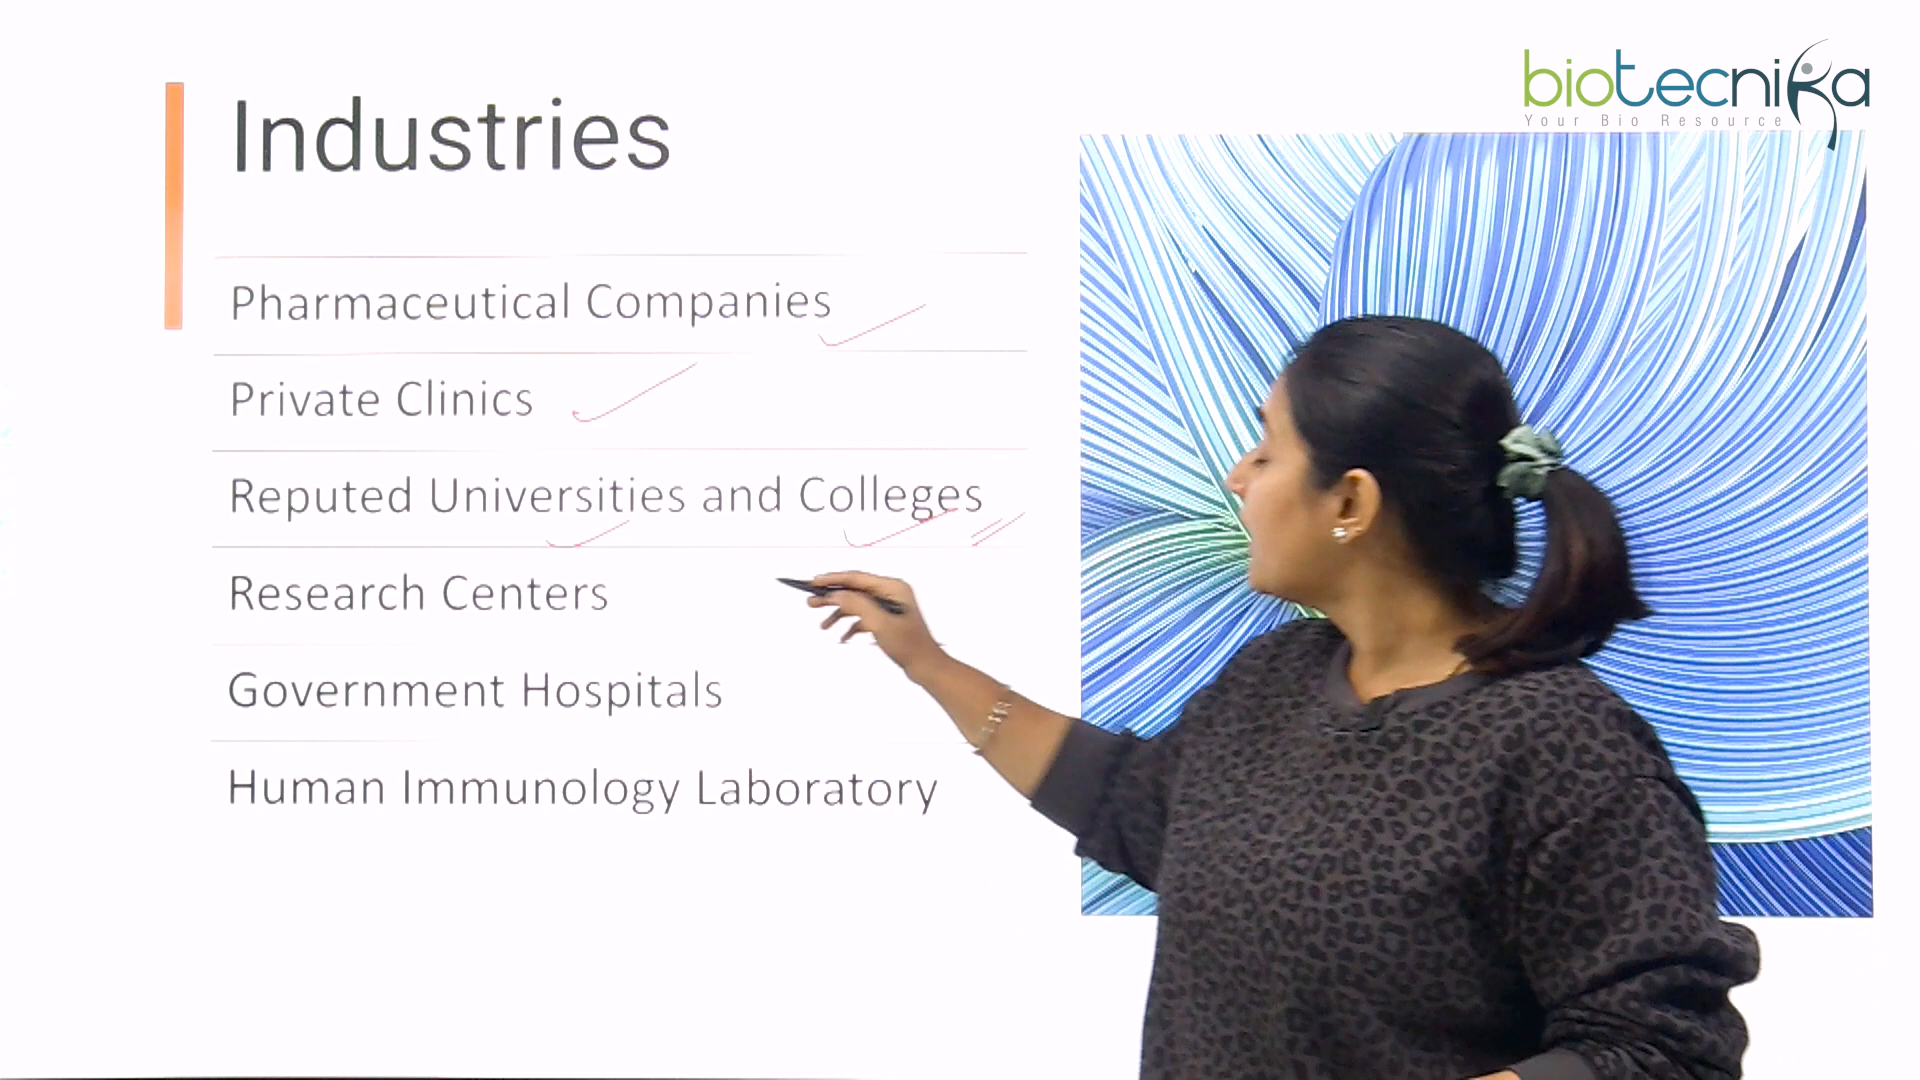 biotecnika
Your Bio Resource
Industries
Pharmaceutical Companies
Private Clinics
Reputed Universities and Colleges
Research Centers
Government Hospitals
Human Immunology Laboratory